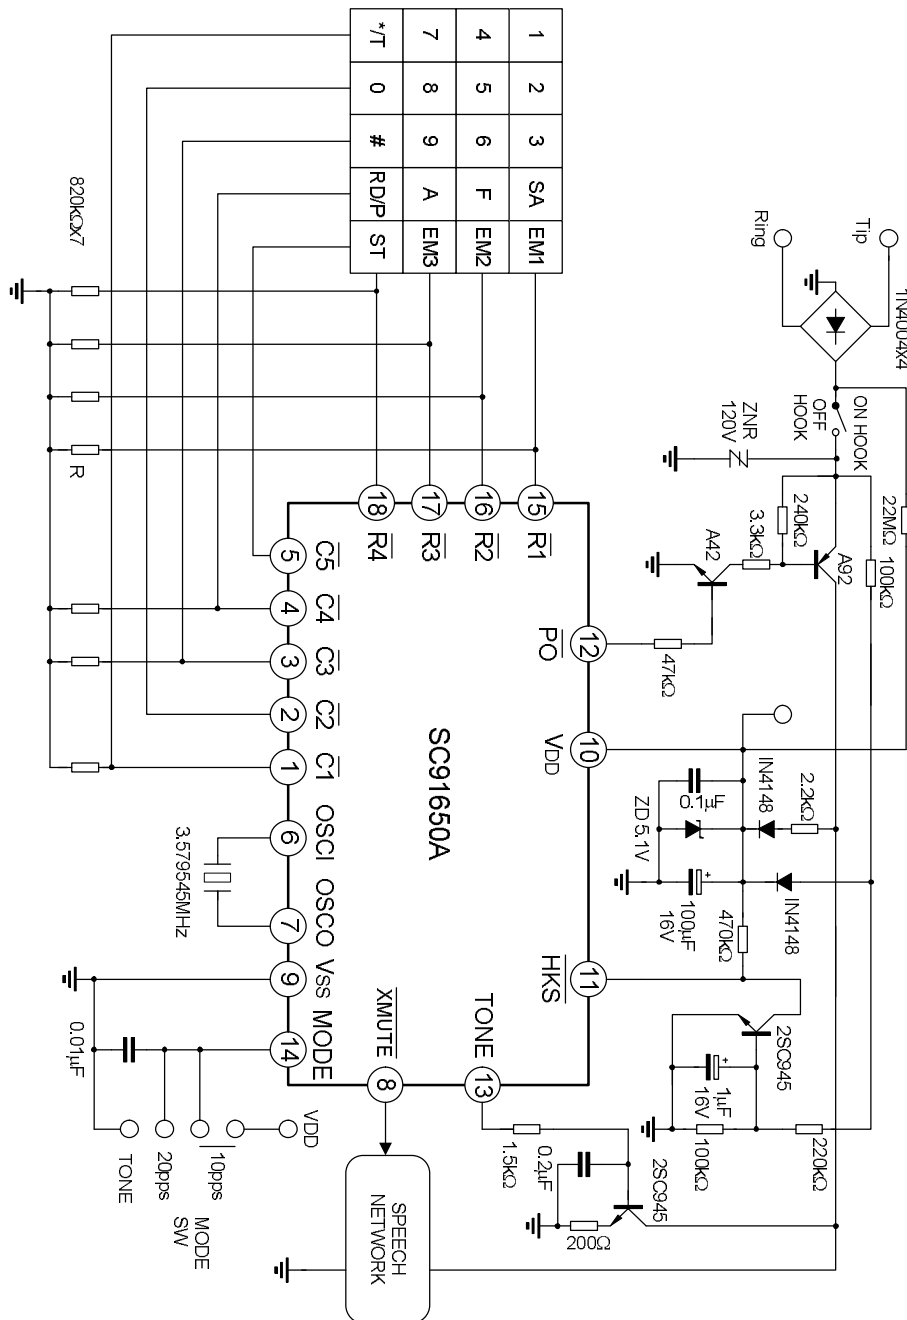 Tip
Ring
1N4004x4
ON HOOK
OFF
HOOK
ZNR
120V
22MΩ
100kΩ
240kΩ
A92
3.3kΩ
A42
47kΩ
2.2kΩ
IN4148
IN4148
0.1µF
ZD 5.1V
+
100µF
16V
470kΩ
2SC945
+
1µF
16V
100kΩ
220kΩ
1 2 3 SA EM1
4 5 6 F EM2
7 8 9 A EM3
*/T 0 # RD/P ST
820kΩx7
R
SC91650A
15 R1
16 R2
17 R3
18 R4
12 PO
10 VDD
11 HKS
5 C5
4 C4
3 C3
2 C2
1 C1
6 OSCI
7 OSCO
9 VSS
14 MODE
8 XMUTE
13 TONE
3.579545MHz
0.01µF
VDD
10pps
20pps
TONE
MODE
SW
1.5kΩ
0.2µF
2SC945
200Ω
SPEECH
NETWORK